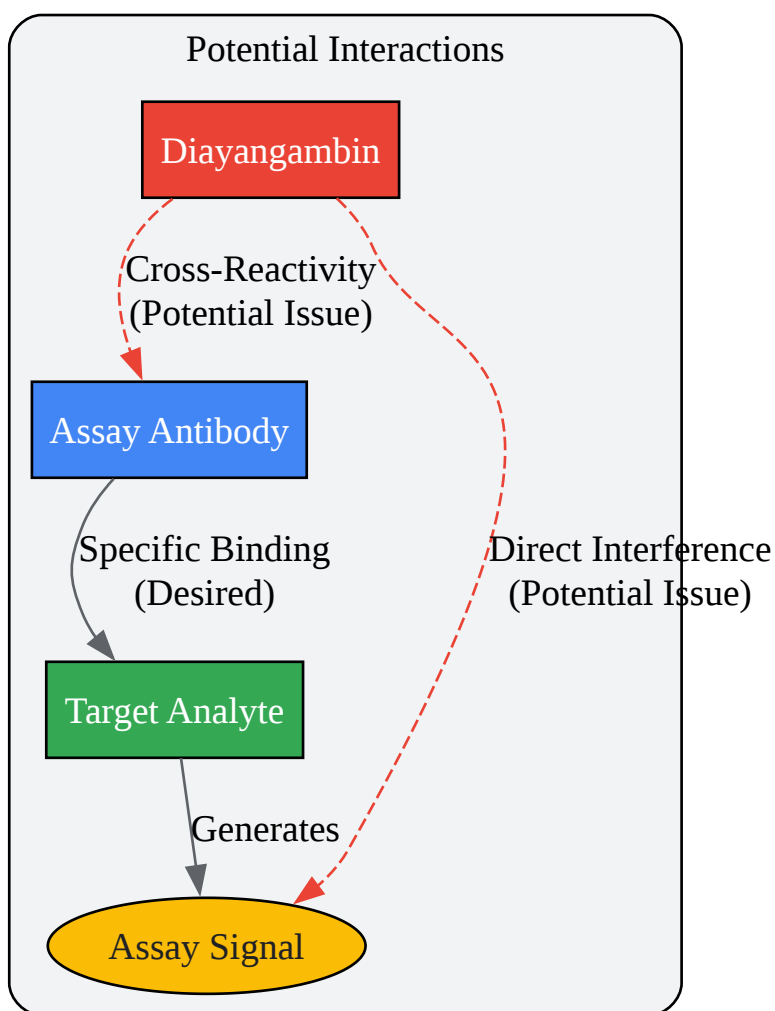 Potential Interactions
Diayangambin
Cross-Reactivity
(Potential Issue)
Assay Antibody
Specific Binding
(Desired)
Direct Interference
(Potential Issue)
Target Analyte
Generates
Assay Signal